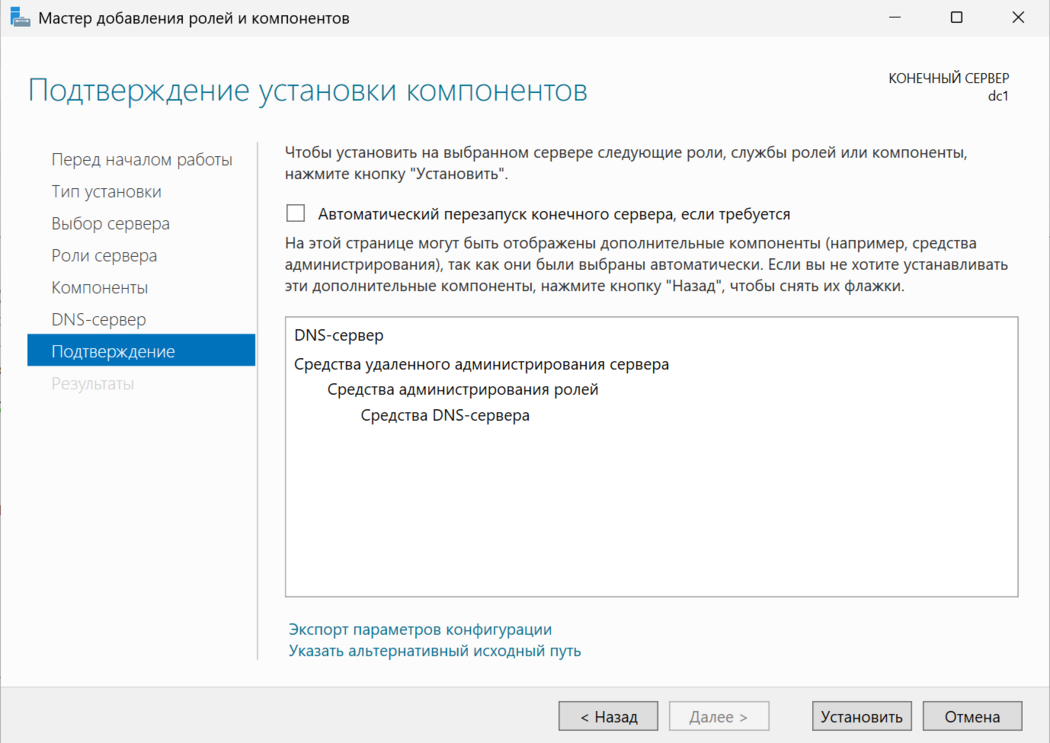 Мастер добавления ролей и компонентов
Подтверждение установки компонентов
КОНЕЧНЫЙ СЕРВЕР
dc1
Перед началом работы
Тип установки
Выбор сервера
Роли сервера
Компоненты
DNS-сервер
Подтверждение
Результаты
Чтобы установить на выбранном сервере следующие роли, службы ролей или компоненты,
нажмите кнопку "Установить".
Автоматический перезапуск конечного сервера, если требуется
На этой странице могут быть отображены дополнительные компоненты (например, средства
администрирования), так как они были выбраны автоматически. Если вы не хотите устанавливать
эти дополнительные компоненты, нажмите кнопку "Назад", чтобы снять их флажки.
DNS-сервер
Средства удаленного администрирования сервера
Средства администрирования ролей
Средства DNS-сервера
Экспорт параметров конфигурации
Указать альтернативный исходный путь
< Назад
Далее >
Установить
Отмена